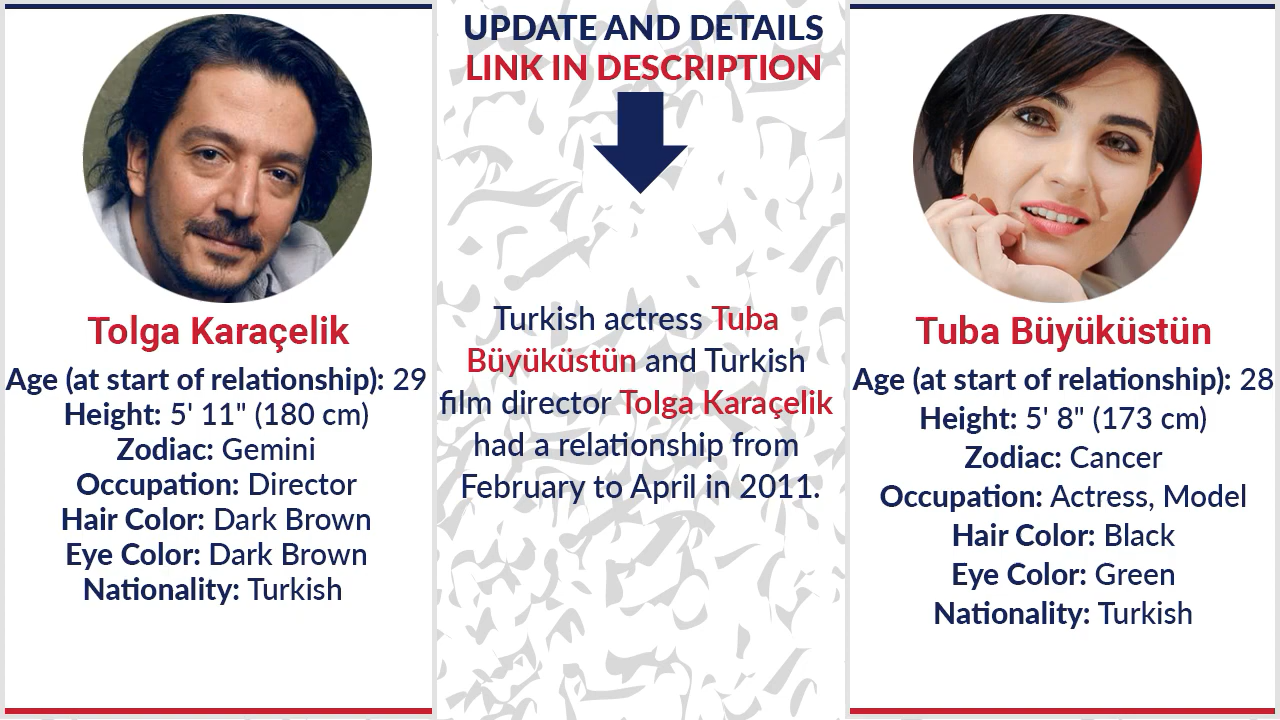 Tolga Karaçelik
Age (at start of relationship): 29
Height: 5' 11" (180 cm)
Zodiac: Gemini
Occupation: Director
Hair Color: Dark Brown
Eye Color: Dark Brown
Nationality: Turkish
UPDATE AND DETAILS
LINK IN DESCRIPTION
Turkish actress Tuba
Büyüküstün and Turkish
film director Tolga Karaçelik
had a relationship from
February to April in 2011.
Tuba Büyüküstün
Age (at start of relationship): 28
Height: 5' 8" (173 cm)
Zodiac: Cancer
Occupation: Actress, Model
Hair Color: Black
Eye Color: Green
Nationality: Turkish